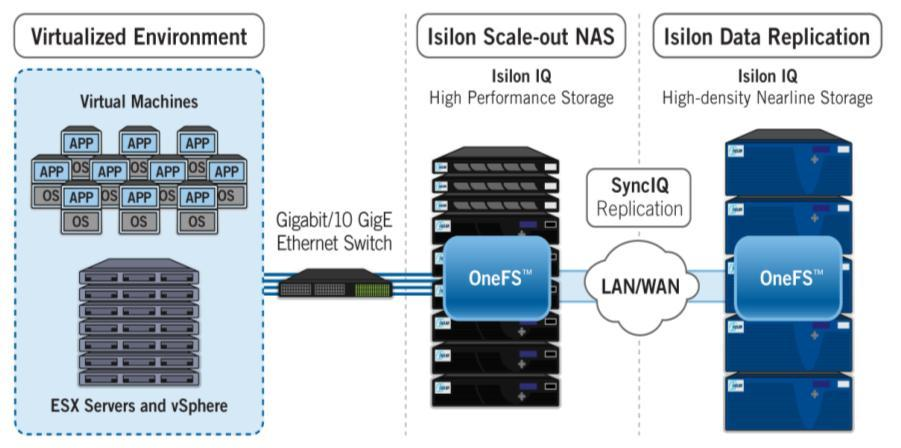 Virtualized Environment
Isilon Scale-out NAS
Isilon Data Replication
Virtual Machines
Isilon IQ
High Performance Storage
Isilon IQ
High-density Nearline Storage
APP APP APP
APP OS APP OS APP OS APP
OS APP OS APP OS APP OS
OS OS OS
Gigabit/10 GigE
Ethernet Switch
SyncIQ
Replication
OneFS™
LAN/WAN
OneFS™
ESX Servers and vSphere